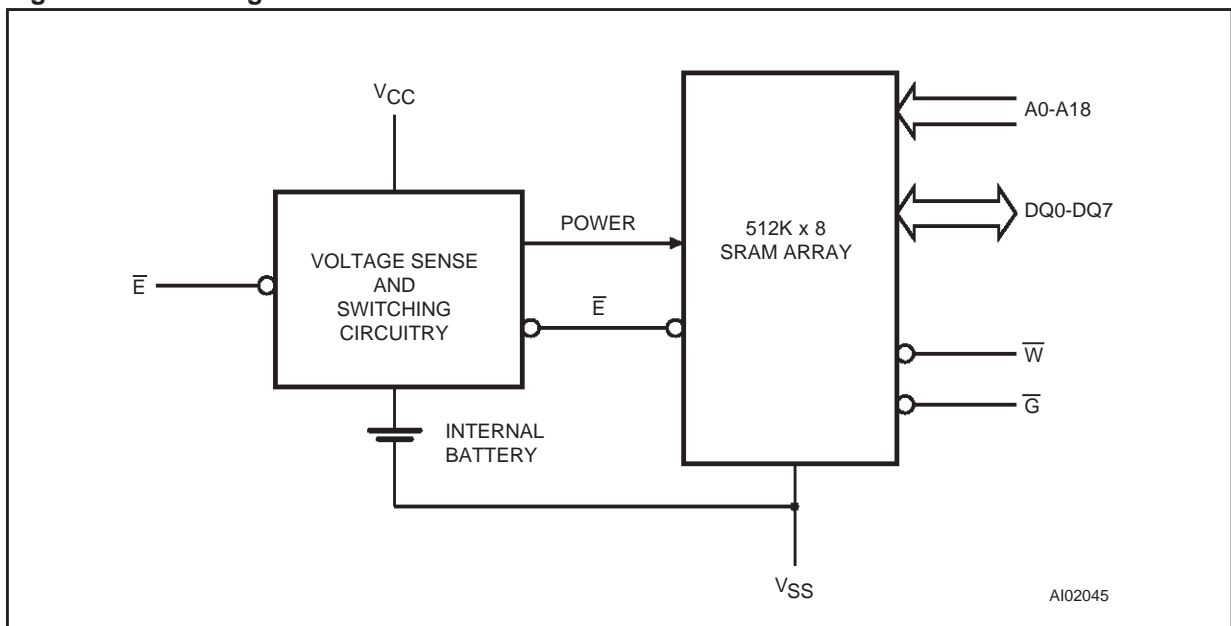 VCC
A0-A18
DQ0-DQ7
POWER
512K x 8
SRAM ARRAY
VOLTAGE SENSE
AND
SWITCHING
CIRCUITRY
E̅
E̅
W̅
G̅
INTERNAL
BATTERY
VSS
AI02045